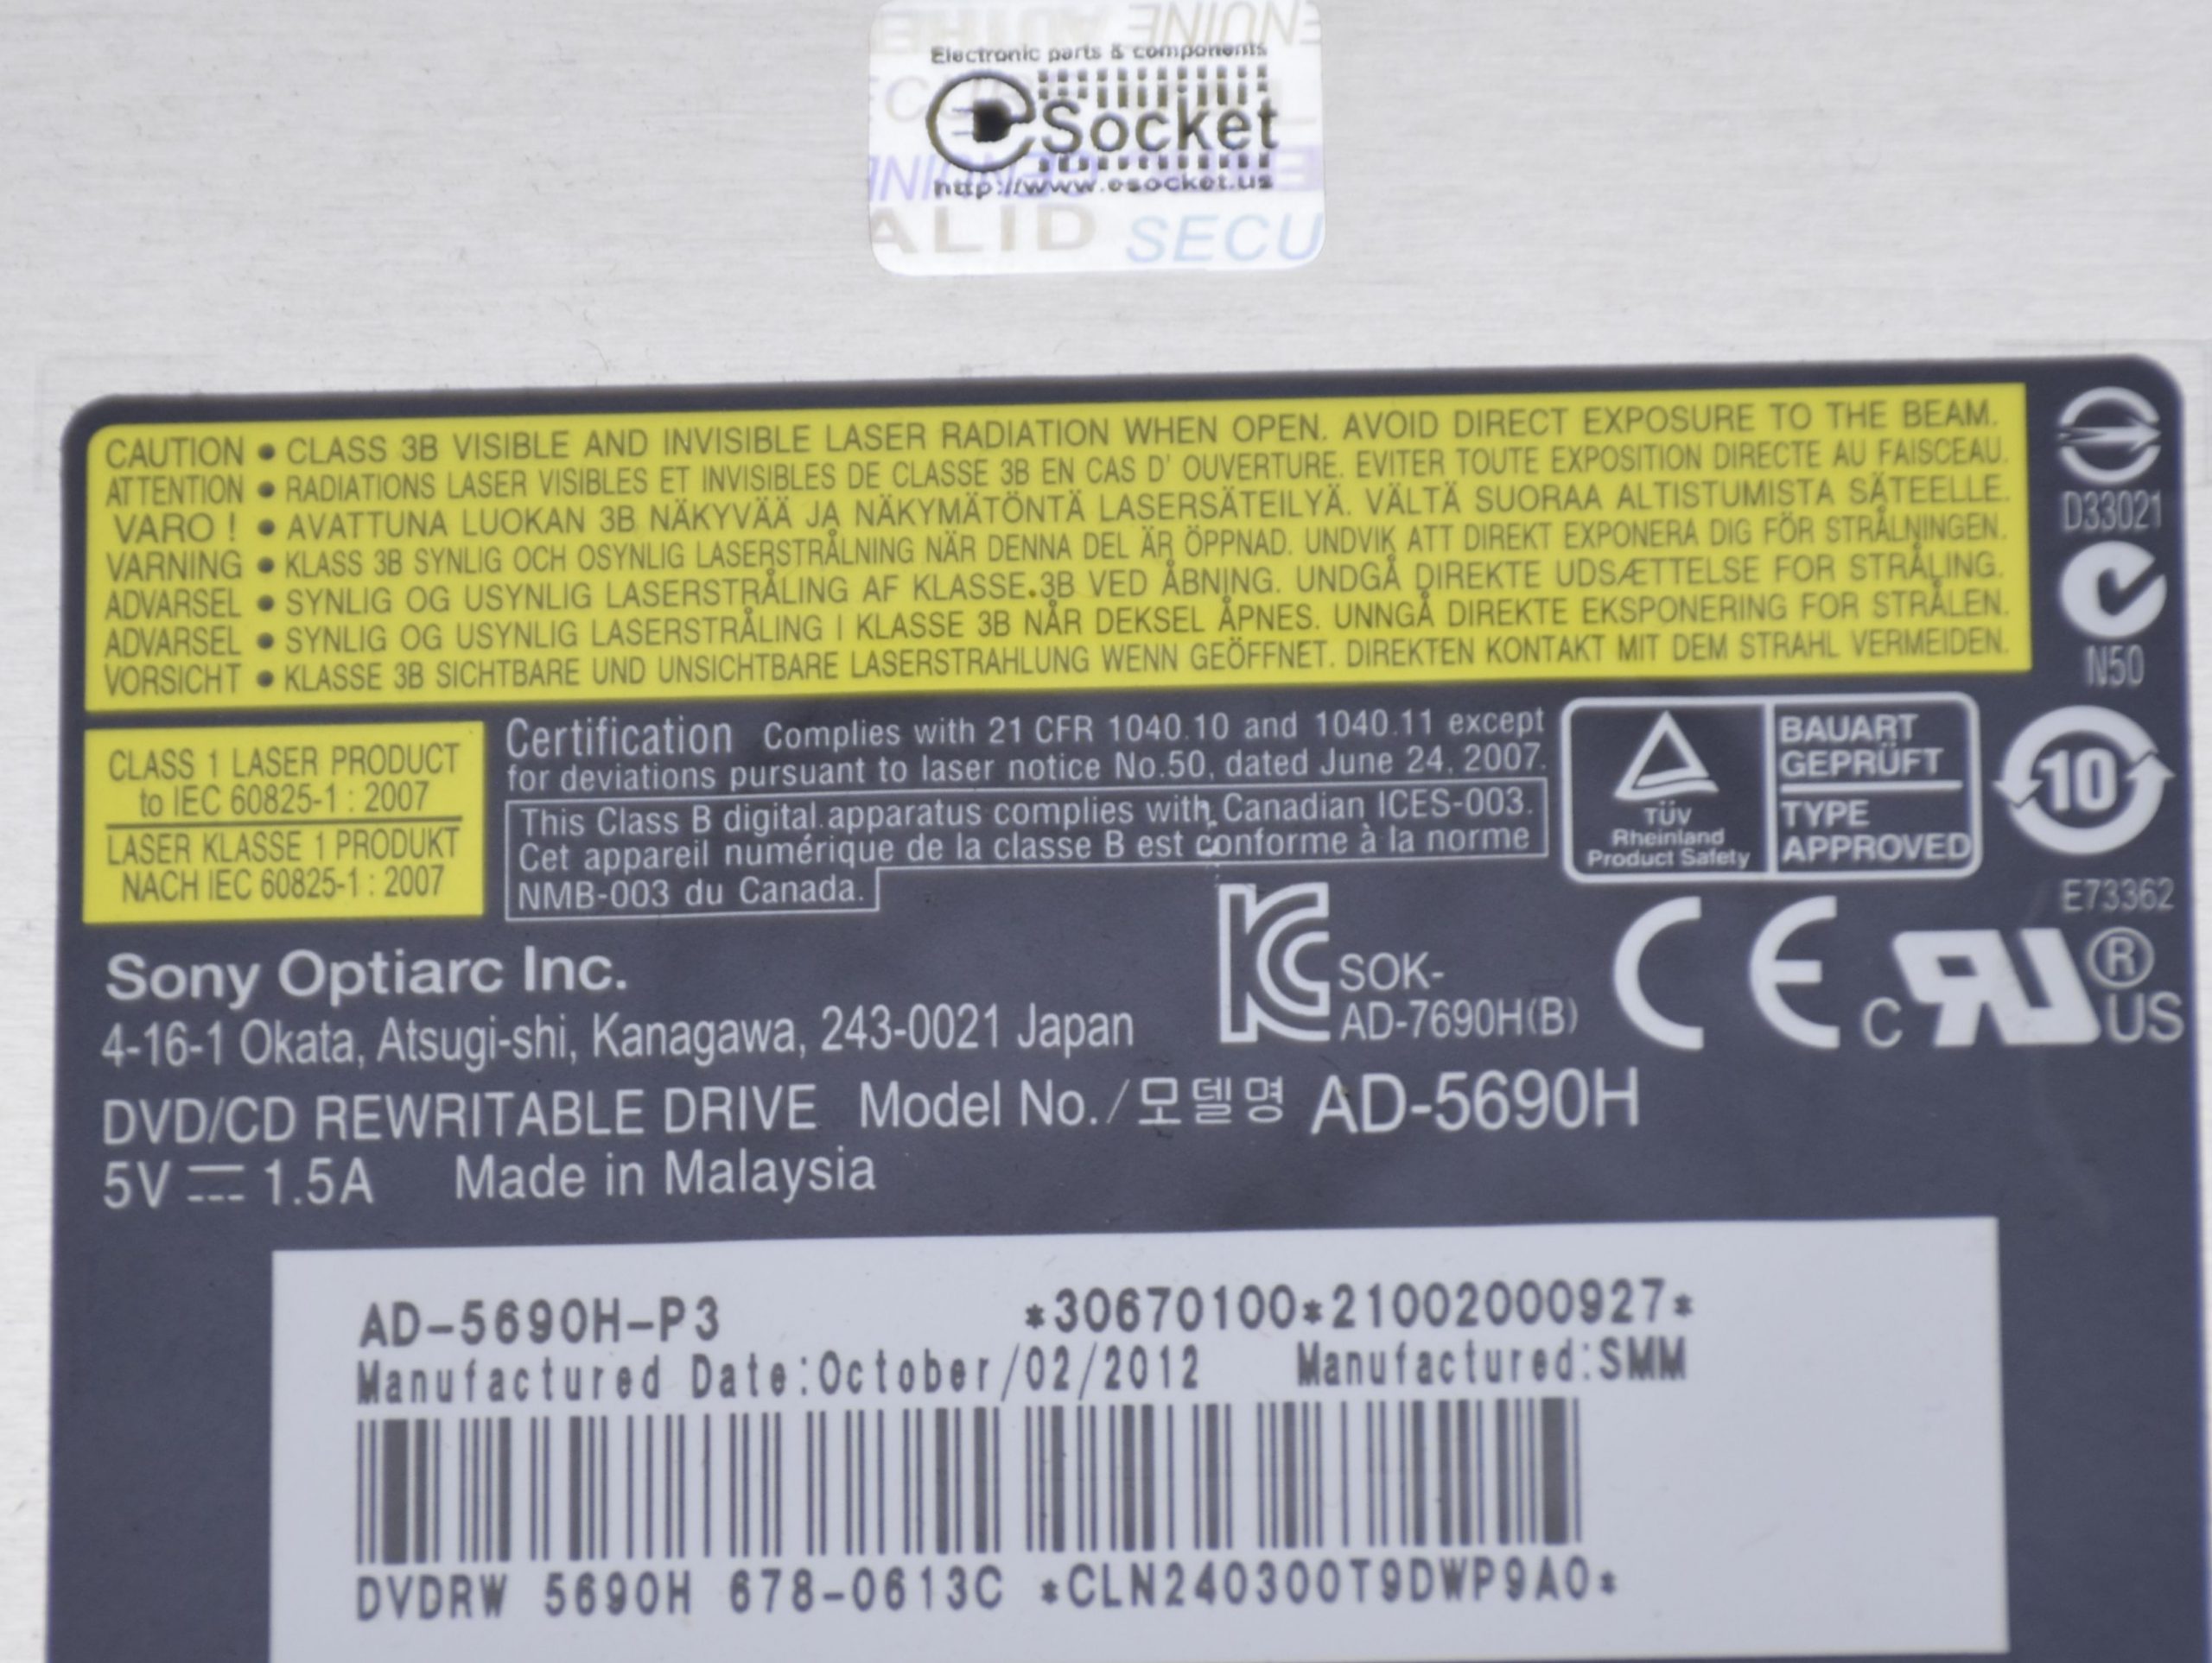 Electronic parts & components
eSocket
http://www.esocket.us
ALID SECU
CAUTION • CLASS 3B VISIBLE AND INVISIBLE LASER RADIATION WHEN OPEN. AVOID DIRECT EXPOSURE TO THE BEAM.
ATTENTION • RADIATIONS LASER VISIBLES ET INVISIBLES DE CLASSE 3B EN CAS D' OUVERTURE. EVITER TOUTE EXPOSITION DIRECTE AU FAISCEAU.
VARO ! • AVATTUNA LUOKAN 3B NÄKYVÄÄ JA NÄKYMÄTÖNTÄ LASERSÄTEILYÄ. VÄLTÄ SUORAA ALTISTUMISTA SÄTEELLE.
VARNING • KLASS 3B SYNLIG OCH OSYNLIG LASERSTRÅLNING NÄR DENNA DEL ÄR ÖPPNAD. UNDVIK ATT DIREKT EXPONERA DIG FÖR STRÅLNINGEN.
ADVARSEL • SYNLIG OG USYNLIG LASERSTRÅLING AF KLASSE 3B VED ÅBNING. UNDGÅ DIREKTE UDSÆTTELSE FOR STRÅLING.
ADVARSEL • SYNLIG OG USYNLIG LASERSTRÅLING I KLASSE 3B NÅR DEKSEL ÅPNES. UNNGÅ DIREKTE EKSPONERING FOR STRÅLEN.
VORSICHT • KLASSE 3B SICHTBARE UND UNSICHTBARE LASERSTRAHLUNG WENN GEÖFFNET. DIREKTEN KONTAKT MIT DEM STRAHL VERMEIDEN.
D33021
N50
CLASS 1 LASER PRODUCT
to IEC 60825-1 : 2007
LASER KLASSE 1 PRODUKT
NACH IEC 60825-1 : 2007
Certification Complies with 21 CFR 1040.10 and 1040.11 except
for deviations pursuant to laser notice No.50, dated June 24, 2007.
This Class B digital apparatus complies with Canadian ICES-003.
Cet appareil numérique de la classe B est conforme à la norme
NMB-003 du Canada.
TÜV
Rheinland
Product Safety
BAUART
GEPRÜFT
TYPE
APPROVED
10
E73362
Sony Optiarc Inc.
4-16-1 Okata, Atsugi-shi, Kanagawa, 243-0021 Japan
KC SOK-
AD-7690H(B)
CE
C RU ® US
DVD/CD REWRITABLE DRIVE Model No./모델명 AD-5690H
5V ⎓ 1.5A Made in Malaysia
AD-5690H-P3 *30670100*21002000927*
Manufactured Date:October/02/2012 Manufactured:SMM
DVDRW 5690H 678-0613C *CLN240300T9DWP9A0*